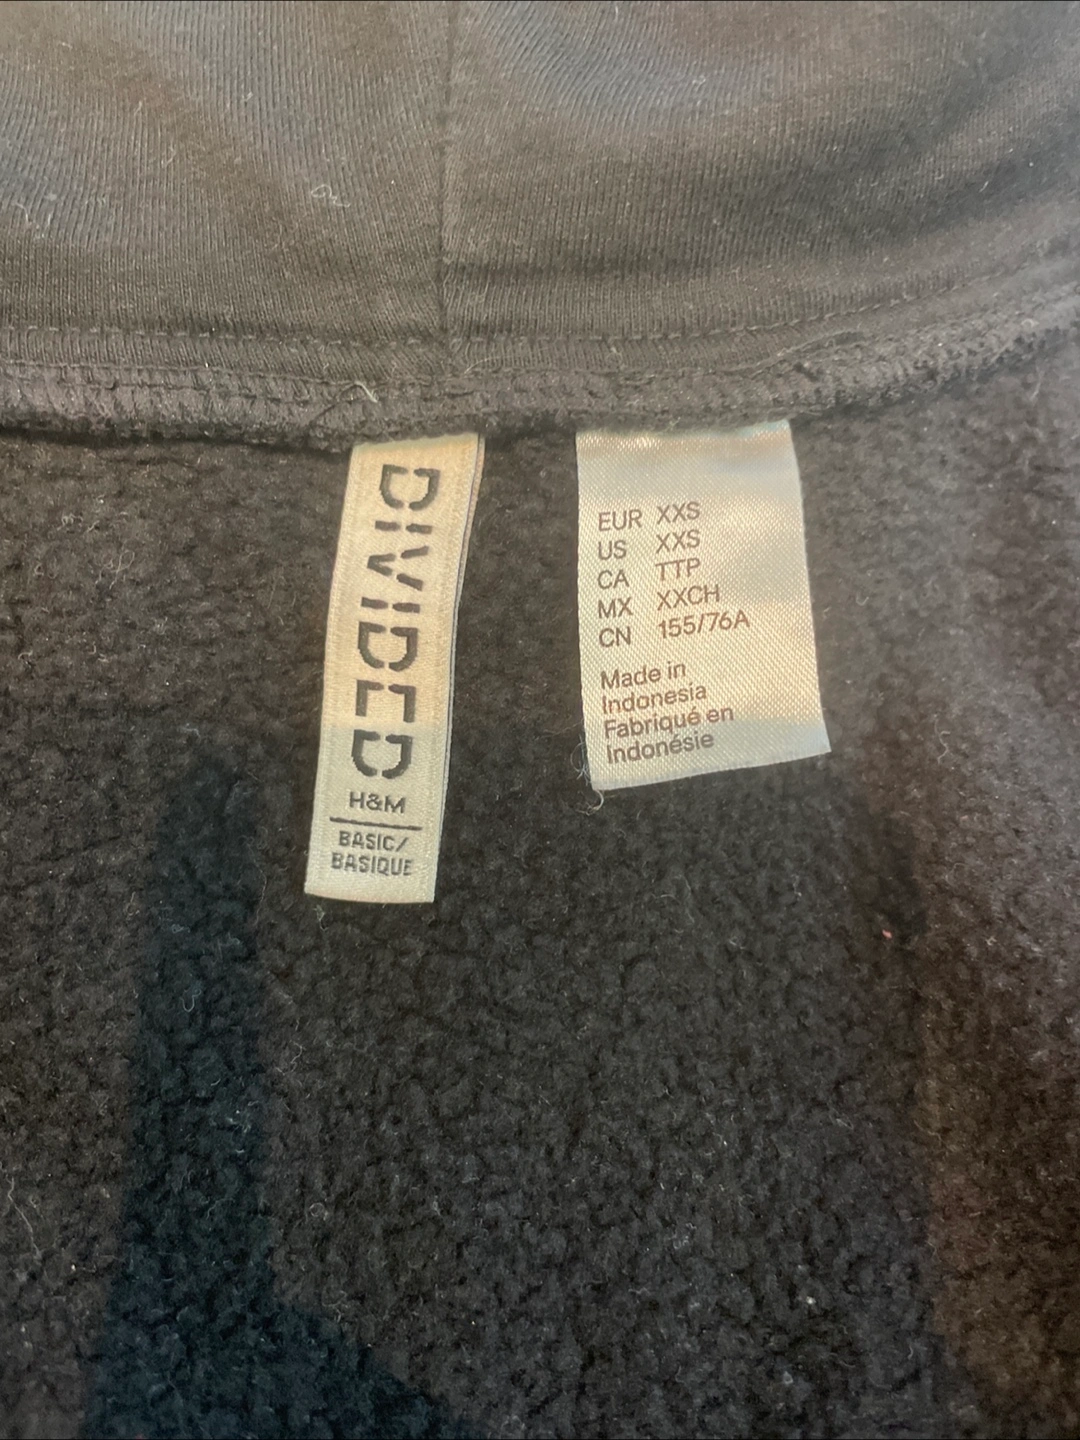 DIVIDED
H&M
BASIC/
BASIQUE
EUR XXS
US XXS
CA TTP
MX XXCH
CN 155/76A
Made in
Indonesia
Fabriqué en
Indonésie